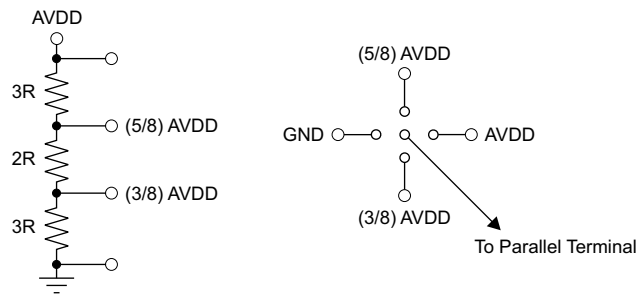 AVDD
3R
(5/8) AVDD
2R
(3/8) AVDD
3R
(5/8) AVDD
GND
AVDD
(3/8) AVDD
To Parallel Terminal